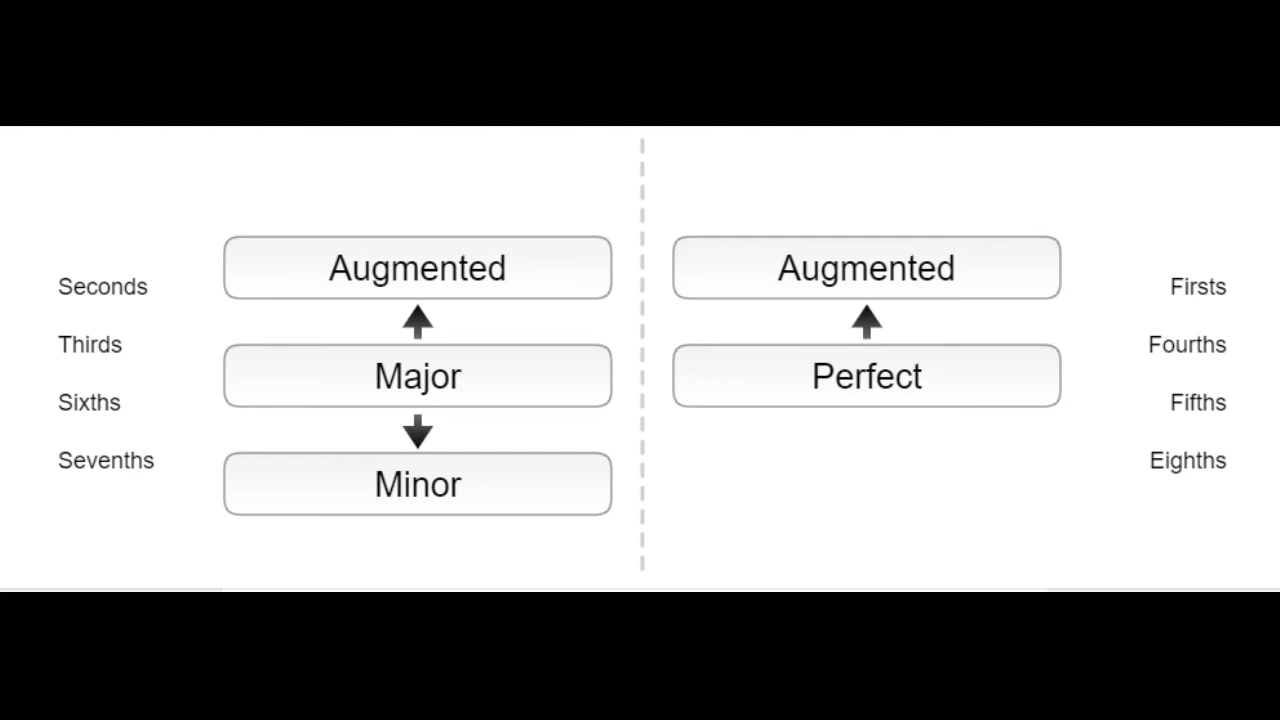 Augmented
Augmented
Seconds
Firsts
Thirds
Fourths
Major
Perfect
Sixths
Fifths
Sevenths
Eighths
Minor